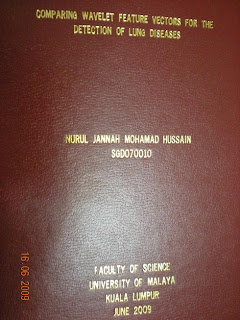 COMPARING WAVELET FEATURE VECTORS FOR THE
DETECTION OF LUNG DISEASES
NURUL JANNAH MOHAMAD HUSSAIN
SGD070010
FACULTY OF SCIENCE
UNIVERSITY OF MALAYA
KUALA LUMPUR
JUNE 2009
16 06 2009